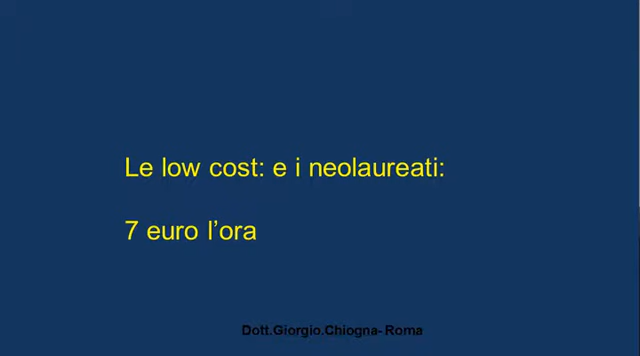 Le low cost: e i neolaureati:
7 euro l’ora
Dott.Giorgio.Chiogna- Roma